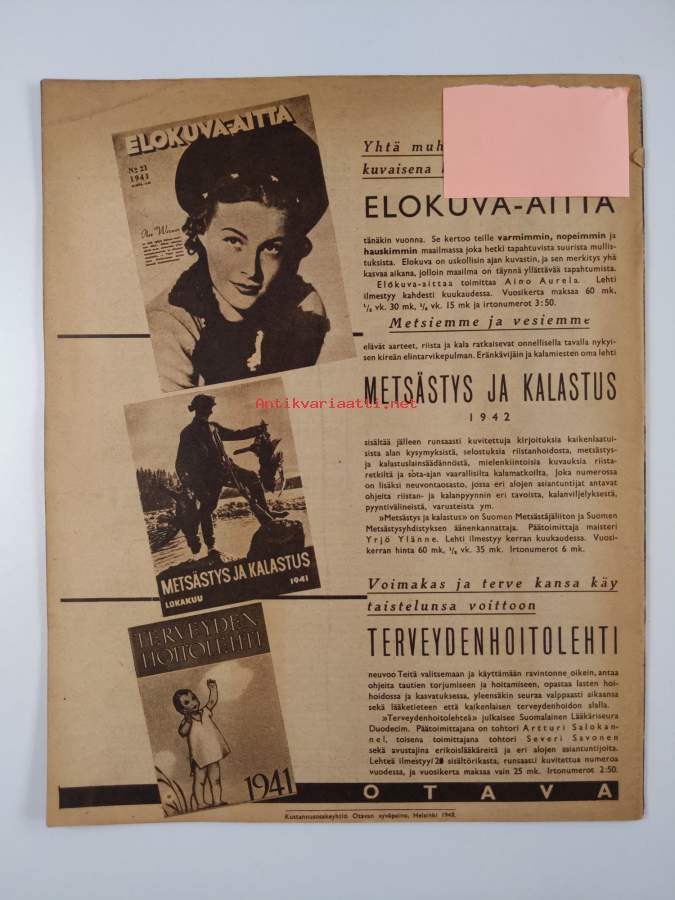 ELOKUVA-AITTA
No 21
1941
Ilse Werner
Yhtä
kuvaisena
ELOKUVA-AITTA
tänäkin vuonna. Se kertoo teille varmimmin, nopeimmin ja
hauskimmin maailmassa joka hetki tapahtuvista suurista mullis-
tuksista. Elokuva on uskollisin ajan kuvastin, ja sen merkitys yhä
kasvaa aikana, jolloin maailma on täynnä yllättävää tapahtumista.
Elokuva-aittaa toimittaa Aino Aurela. Lehti
ilmestyy kahdesti kuukaudessa. Vuosikerta maksaa 60 mk,
1/2 vk. 30 mk, 1/4 vk. 15 mk ja irtonumerot 3:50.
Metsiemme ja vesiemme
elävät aarteet, riista ja kala ratkaisevat onnellisella tavalla nykyi-
sen kireän elintarvikepulman. Eränkävijäin ja kalamiesten oma lehti
METSÄSTYS JA KALASTUS
Antikvariaatti.net
1942
sisältää jälleen runsaasti kuvitettuja kirjoituksia kaikenlaatui-
sista alan kysymyksistä, selostuksia riistanhoidosta, metsästys-
ja kalastuslainsäädännöstä, mielenkiintoisia kuvauksia riista-
retkiltä ja sota-ajan vaarallisilta kalamatkoilta. Joka numerossa
on lisäksi neuvontaosasto, jossa eri alojen asiantuntijat antavat
ohjeita riistan- ja kalanpyynnin eri tavoista, kalanviljelyksestä,
pyyntivälineistä, varusteista ym.
»Metsästys ja kalastus» on Suomen Metsästäjäliiton ja Suomen
Metsästysyhdistyksen äänenkannattaja. Päätoimittaja maisteri
Yrjö Ylänne. Lehti ilmestyy kerran kuukaudessa. Vuosi-
kerran hinta 60 mk, 1/2 vk. 35 mk. Irtonumerot 6 mk.
METSÄSTYS JA KALASTUS
LOKAKUU
1941
Voimakas ja terve kansa käy
taistelunsa voittoon
TERVEYDENHOITOLEHTI
neuvoo Teitä valitsemaan ja käyttämään ravintonne oikein, antaa
ohjeita tautien torjumiseen ja hoitamiseen, opastaa lasten hoi-
hoidossa ja kasvatuksessa, yleensäkin seuraa valppaasti aikaansa
sekä lääketieteen että kaikenlaisen terveydenhoidon alalla.
»Terveydenhoitolehteä» julkaisee Suomalainen Lääkäriseura
Duodecim. Päätoimittajana on tohtori Artturi Salokan-
nel, toisena toimittajana tohtori Severi Savonen
sekä avustajina erikoislääkäreitä ja eri alojen asiantuntijoita.
Lehteä ilmestyy sisältörikasta, runsaasti kuvitettua numeroa
vuodessa, ja vuosikerta maksaa vain 25 mk. Irtonumerot 2:50.
TERVEYDEN
HOITOLEHTI
1941
OTAVA
Kustannusosakeyhtiö Otavan syväpaino, Helsinki